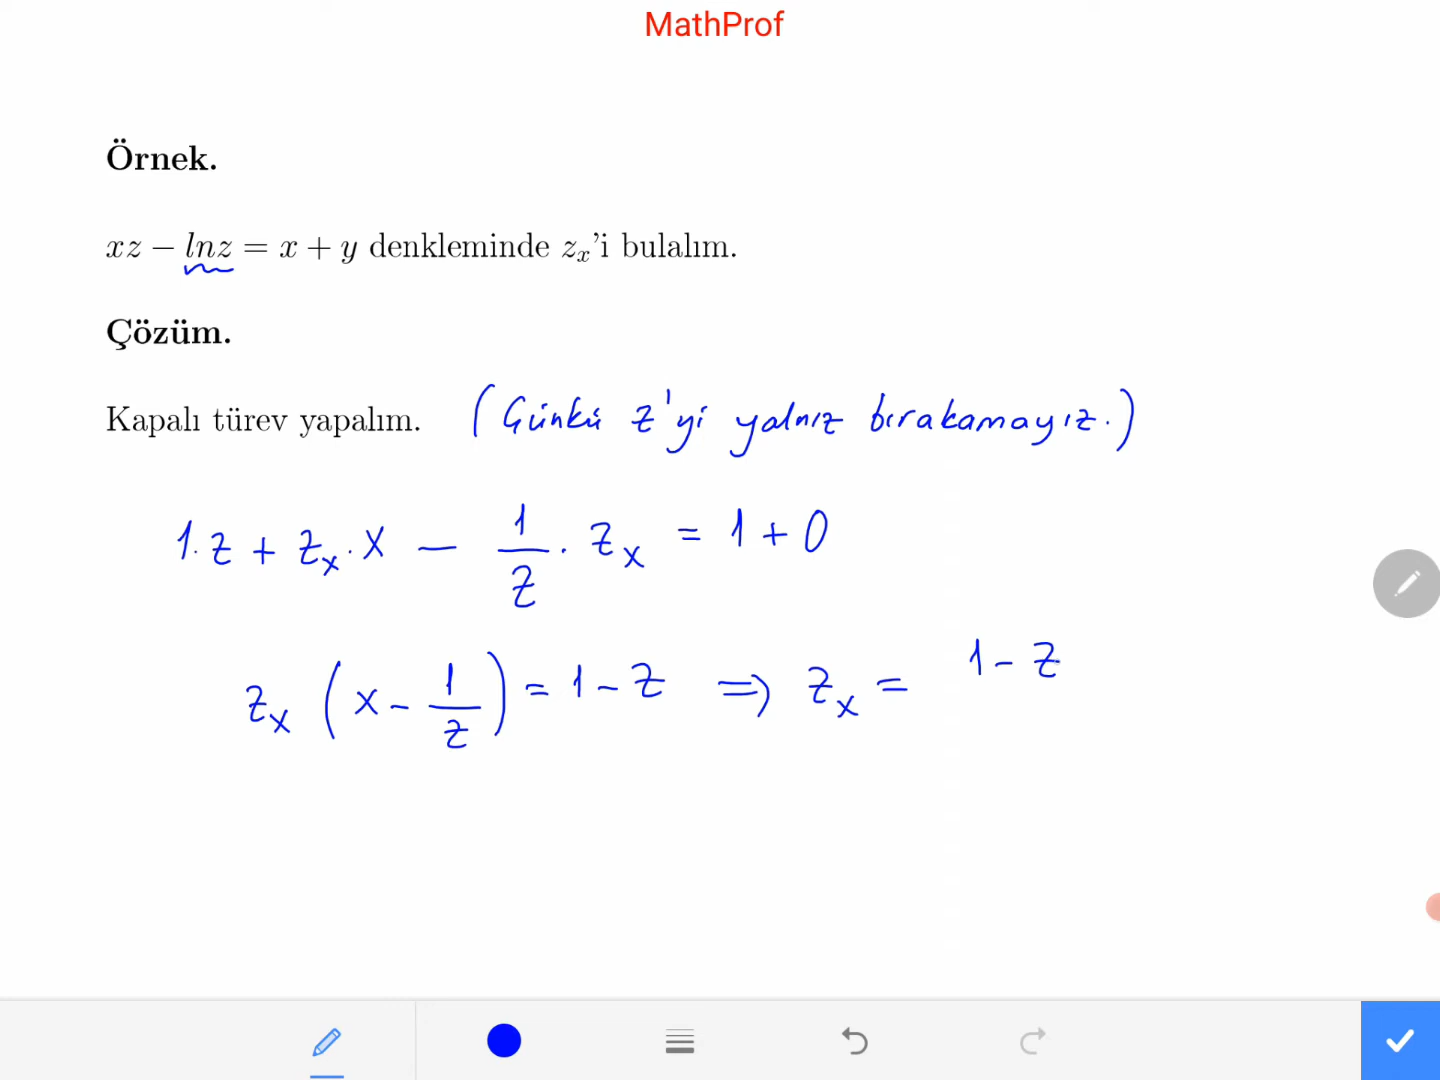 MathProf
Örnek.
xz − lnz = x + y denkleminde z_x'i bulalım.
Çözüm.
Kapalı türev yapalım. (Çünkü z'yi yalnız bırakamayız.)
1·z + z_x·x − 1/z · z_x = 1 + 0
z_x (x − 1/z) = 1 − z ⇒ z_x = 1 − z